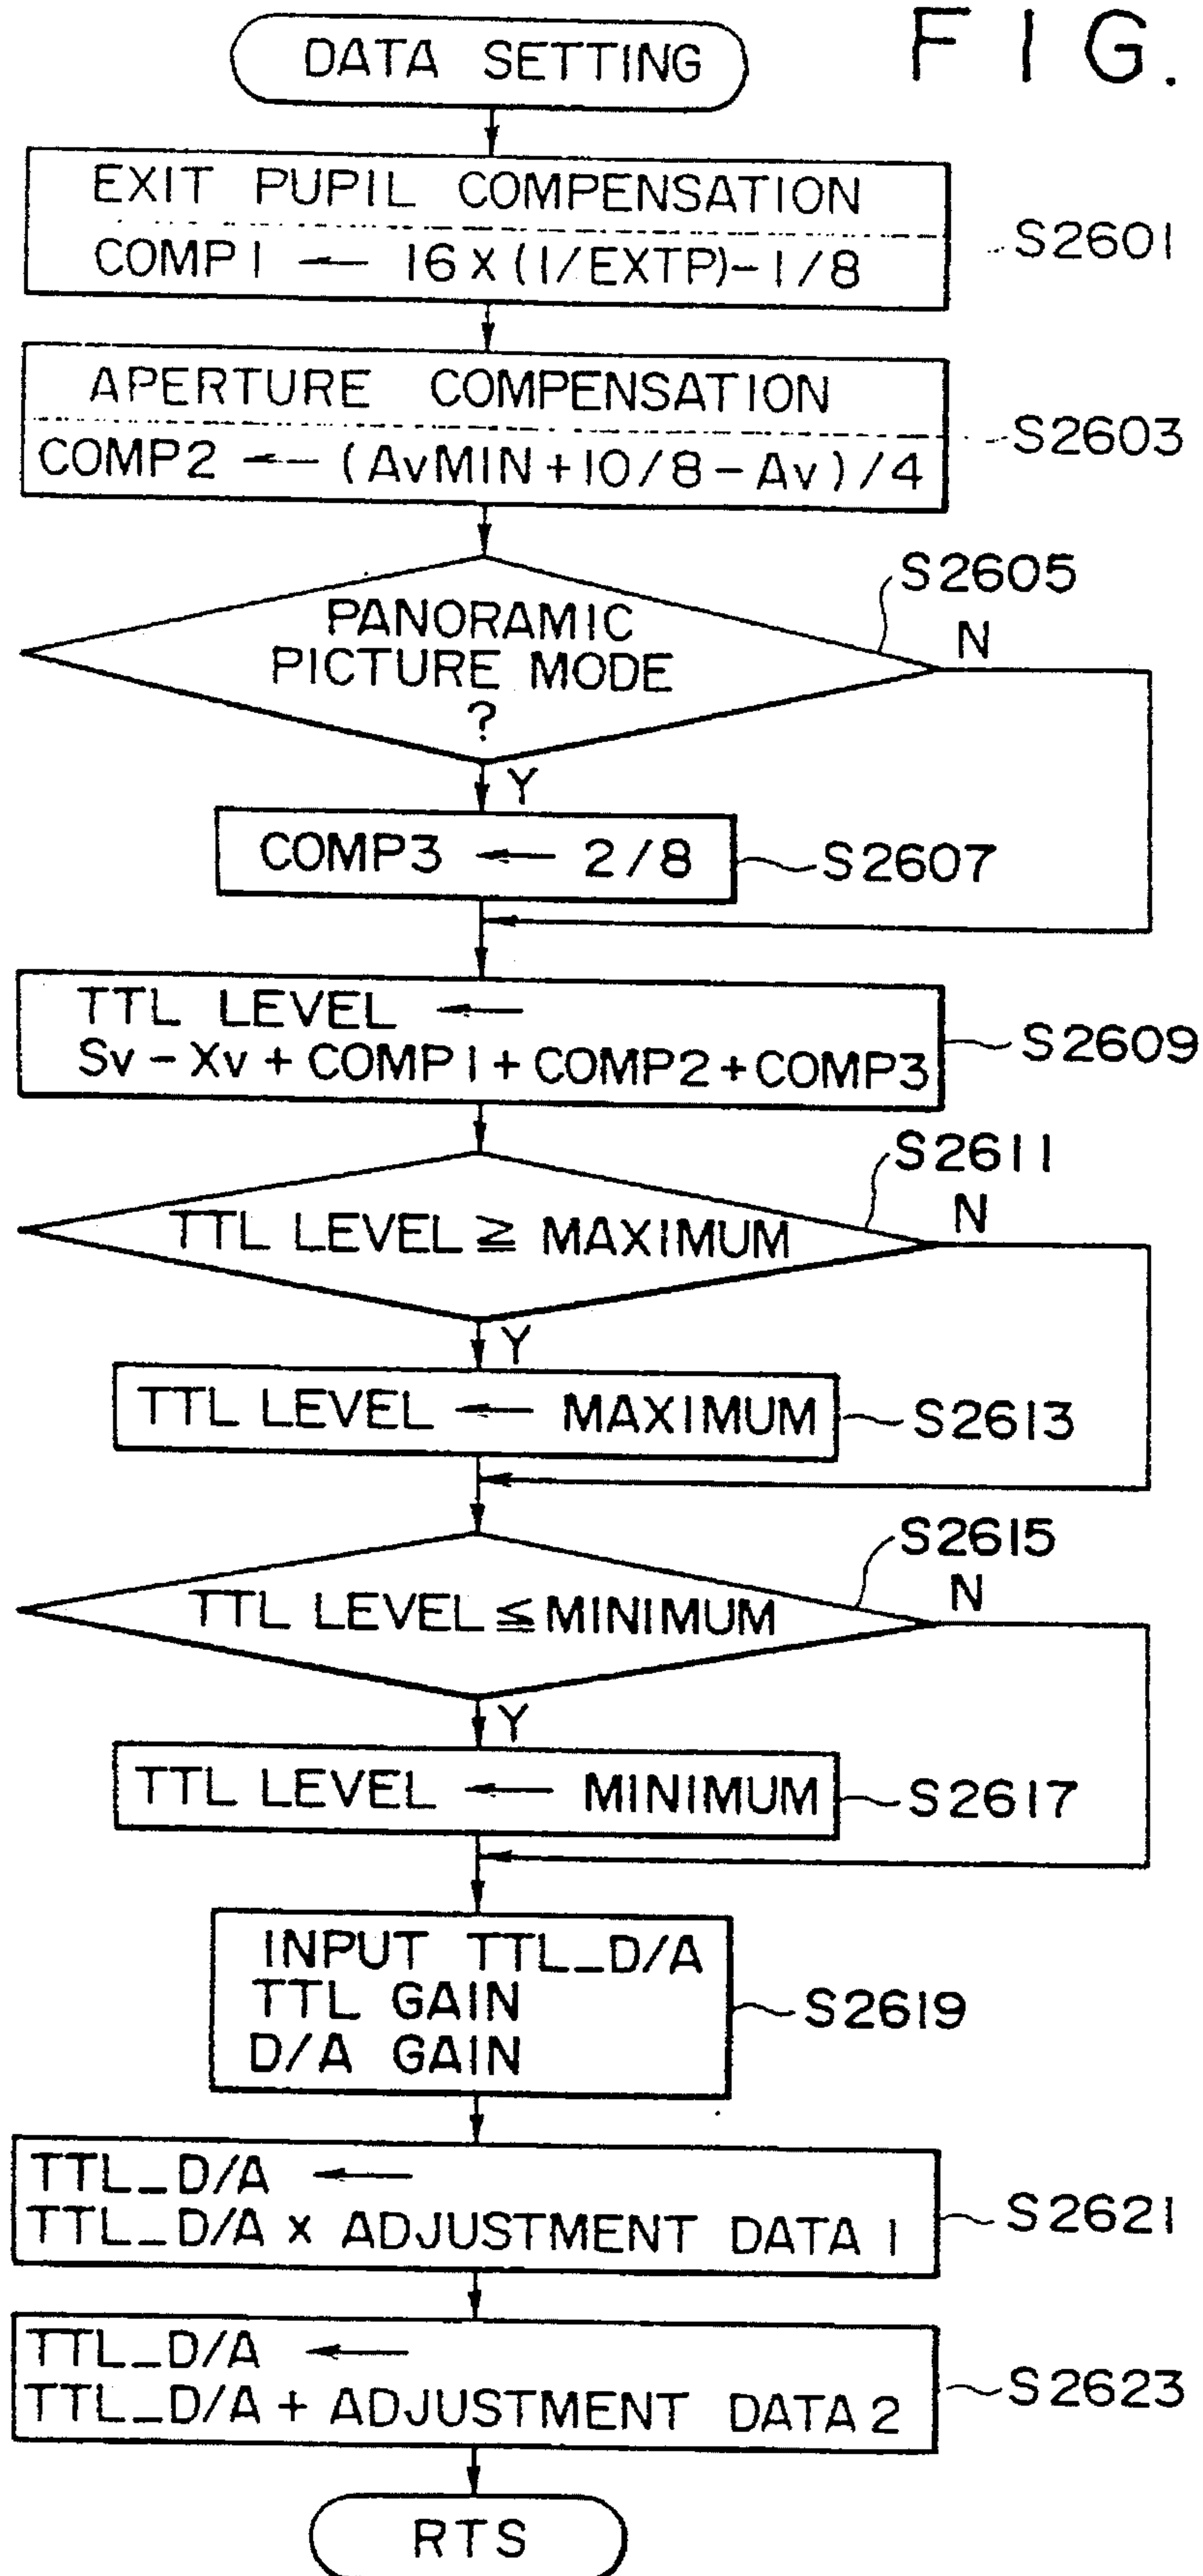 F I G.
DATA SETTING
EXIT PUPIL COMPENSATION
COMP1 ← 16×(1/EXTP)-1/8
S2601
APERTURE COMPENSATION
COMP2 ← (AvMIN+10/8-Av)/4
S2603
S2605
PANORAMIC
PICTURE MODE
?
N
Y
COMP3 ← 2/8
S2607
TTL LEVEL ←
Sv-Xv+COMP1+COMP2+COMP3
S2609
S2611
TTL LEVEL≧ MAXIMUM
N
Y
TTL LEVEL ← MAXIMUM
S2613
S2615
TTL LEVEL≦MINIMUM
N
Y
TTL LEVEL ← MINIMUM
S2617
INPUT TTL_D/A
TTL GAIN
D/A GAIN
S2619
TTL_D/A ←
TTL_D/A × ADJUSTMENT DATA 1
S2621
TTL_D/A ←
TTL_D/A + ADJUSTMENT DATA 2
S2623
RTS